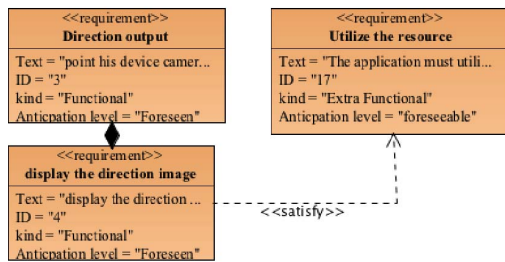 <<requirement>>
Direction output
Text = "point his device camer...
ID = "3"
kind = "Functional"
Anticpation level = "Foreseen"
<<requirement>>
Utilize the resource
Text = "The application must utili...
ID = "17"
kind = "Extra Functional"
Anticpation level = "foreseeable"
<<requirement>>
display the direction image
Text = "display the direction ...
ID = "4"
kind = "Functional"
Anticpation level = "Foreseen"
<<satisfy>>